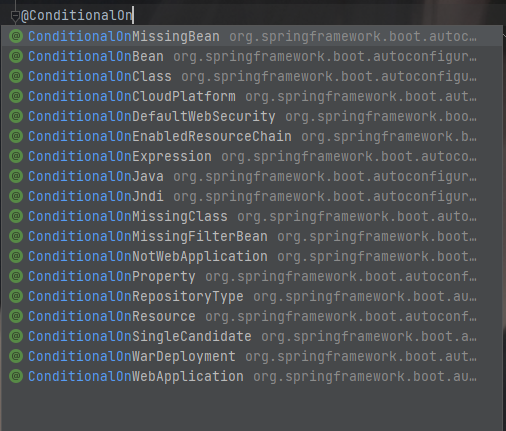 @ConditionalOn
@ ConditionalOnMissingBean org.springframework.boot.autoc…
@ ConditionalOnBean org.springframework.boot.autoconfigur…
@ ConditionalOnClass org.springframework.boot.autoconfigu…
@ ConditionalOnCloudPlatform org.springframework.boot.aut…
@ ConditionalOnDefaultWebSecurity org.springframework.boo…
@ ConditionalOnEnabledResourceChain org.springframework.b…
@ ConditionalOnExpression org.springframework.boot.autoco…
@ ConditionalOnJava org.springframework.boot.autoconfigur…
@ ConditionalOnJndi org.springframework.boot.autoconfigur…
@ ConditionalOnMissingClass org.springframework.boot.auto…
@ ConditionalOnMissingFilterBean org.springframework.boot…
@ ConditionalOnNotWebApplication org.springframework.boot…
@ ConditionalOnProperty org.springframework.boot.autoconf…
@ ConditionalOnRepositoryType org.springframework.boot.au…
@ ConditionalOnResource org.springframework.boot.autoconf…
@ ConditionalOnSingleCandidate org.springframework.boot.a…
@ ConditionalOnWarDeployment org.springframework.boot.aut…
@ ConditionalOnWebApplication org.springframework.boot.au…